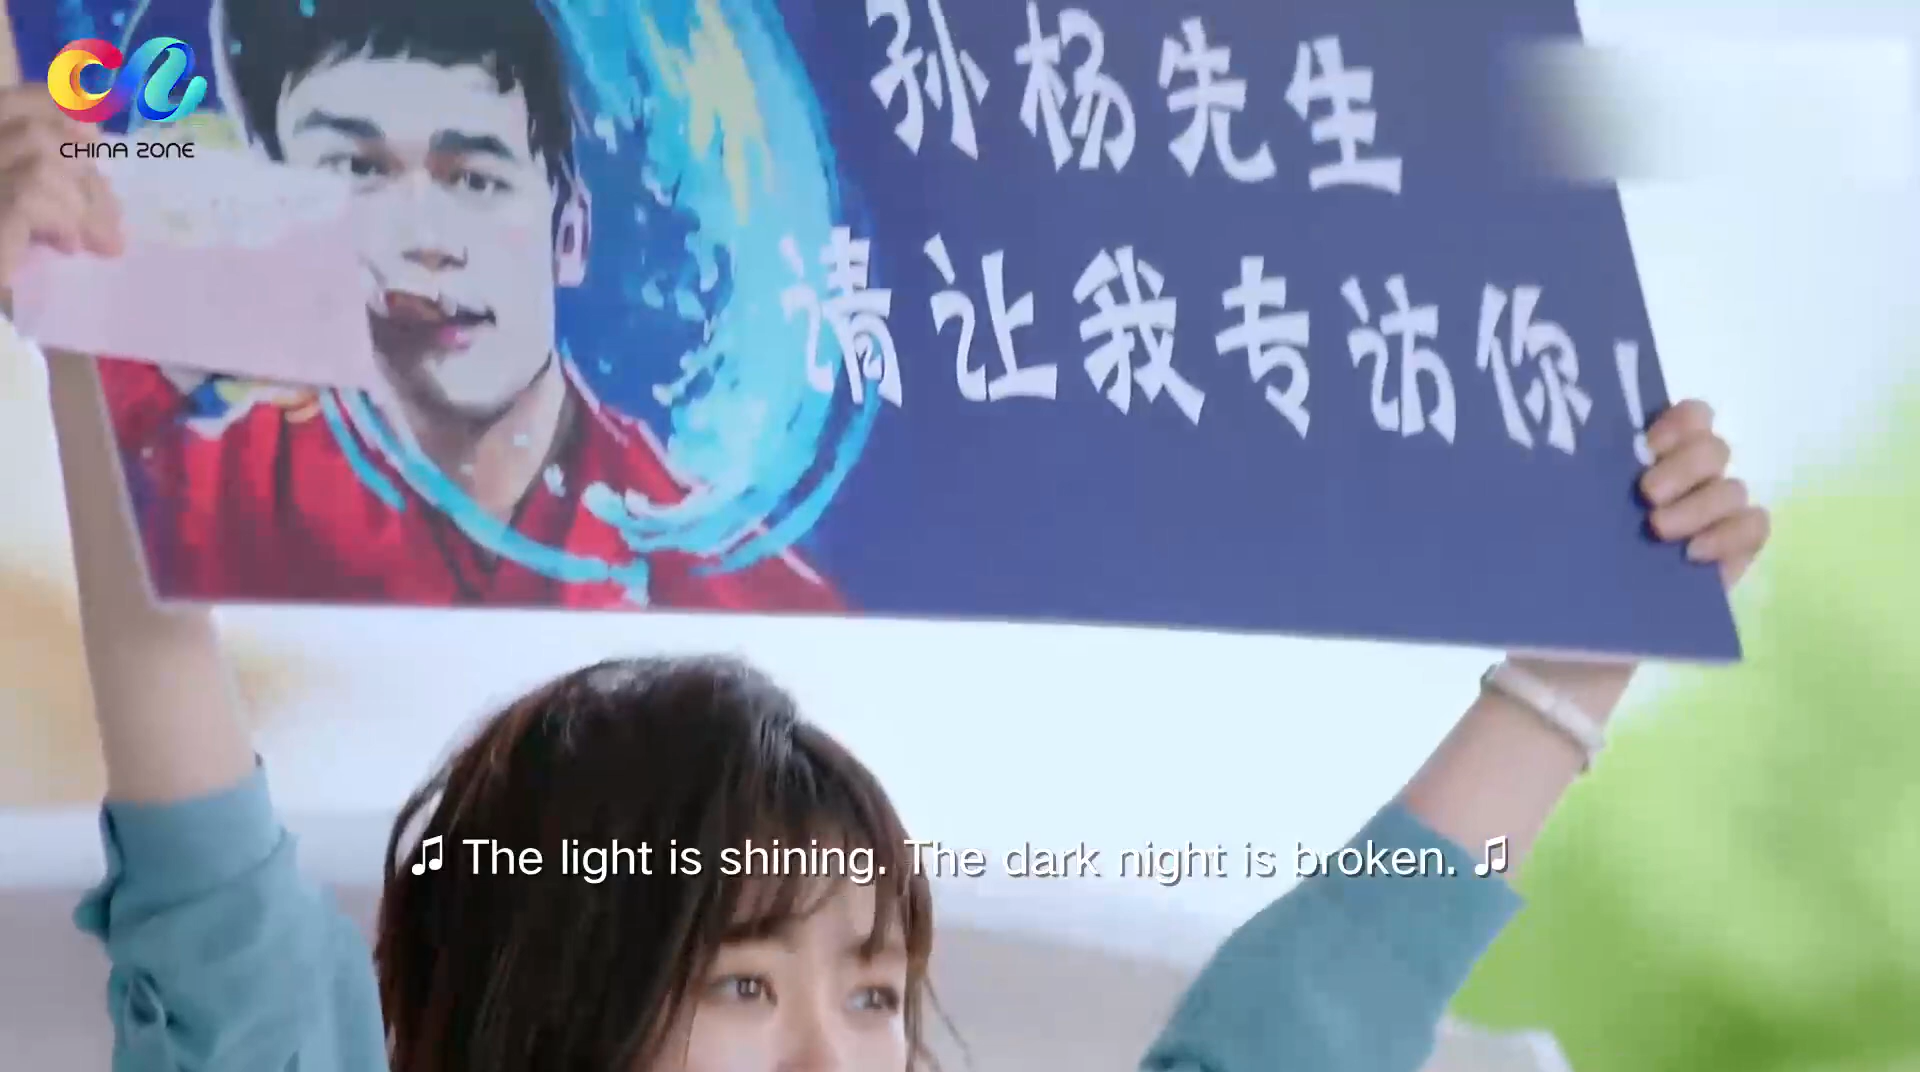 CHINA ZONE
孙杨先生
请让我专访你!
♫ The light is shining. The dark night is broken. ♫